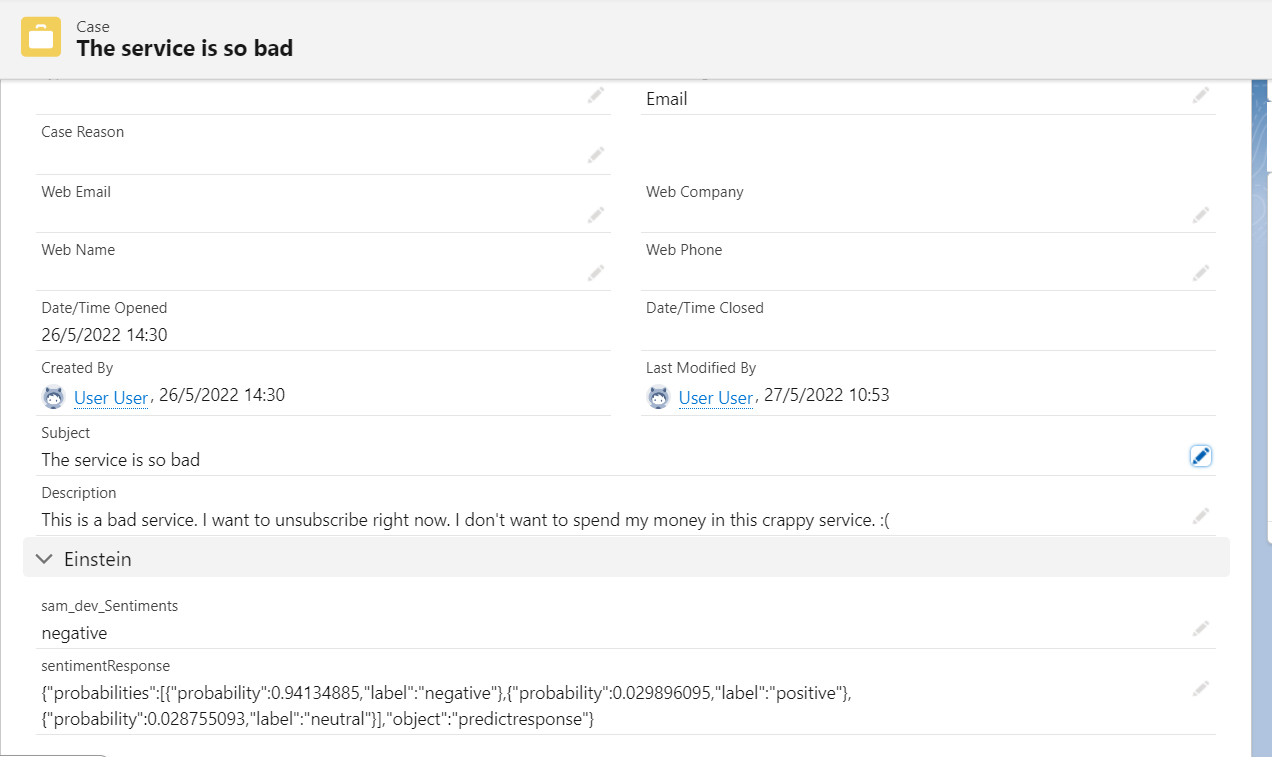 Case
The service is so bad
Email
Case Reason
Web Email
Web Company
Web Name
Web Phone
Date/Time Opened
26/5/2022 14:30
Date/Time Closed
Created By
User User, 26/5/2022 14:30
Last Modified By
User User, 27/5/2022 10:53
Subject
The service is so bad
Description
This is a bad service. I want to unsubscribe right now. I don't want to spend my money in this crappy service. :(
Einstein
sam_dev_Sentiments
negative
sentimentResponse
{"probabilities":[{"probability":0.94134885,"label":"negative"},{"probability":0.029896095,"label":"positive"},
{"probability":0.028755093,"label":"neutral"}],"object":"predictresponse"}